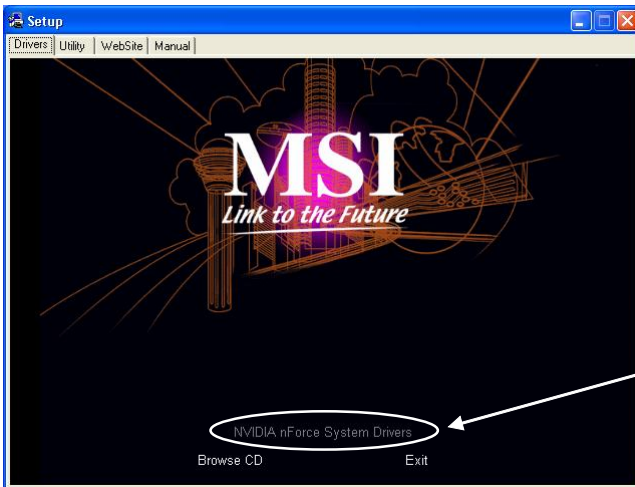 Setup
Drivers Utility WebSite Manual
MSI
Link to the Future
NVIDIA nForce System Drivers
Browse CD Exit